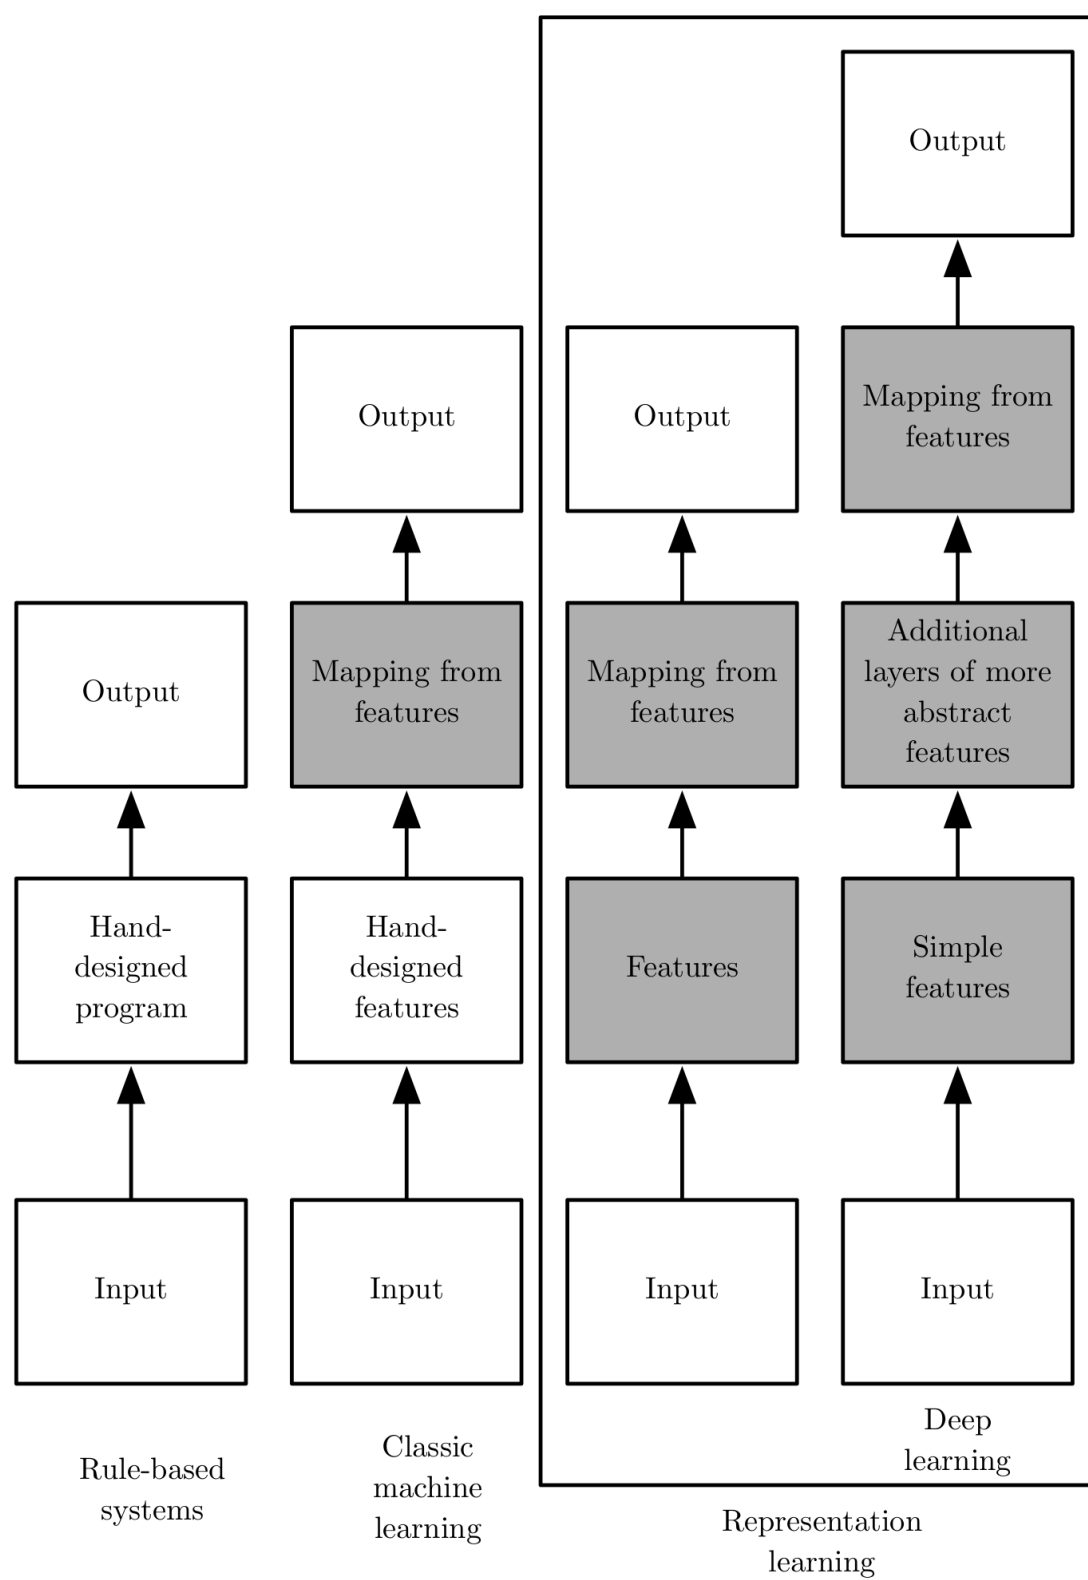 Output
Output
Output
Mapping from
features
Output
Mapping from
features
Mapping from
features
Additional
layers of more
abstract
features
Hand-
designed
program
Hand-
designed
features
Features
Simple
features
Input
Input
Input
Input
Rule-based
systems
Classic
machine
learning
Deep
learning
Representation
learning